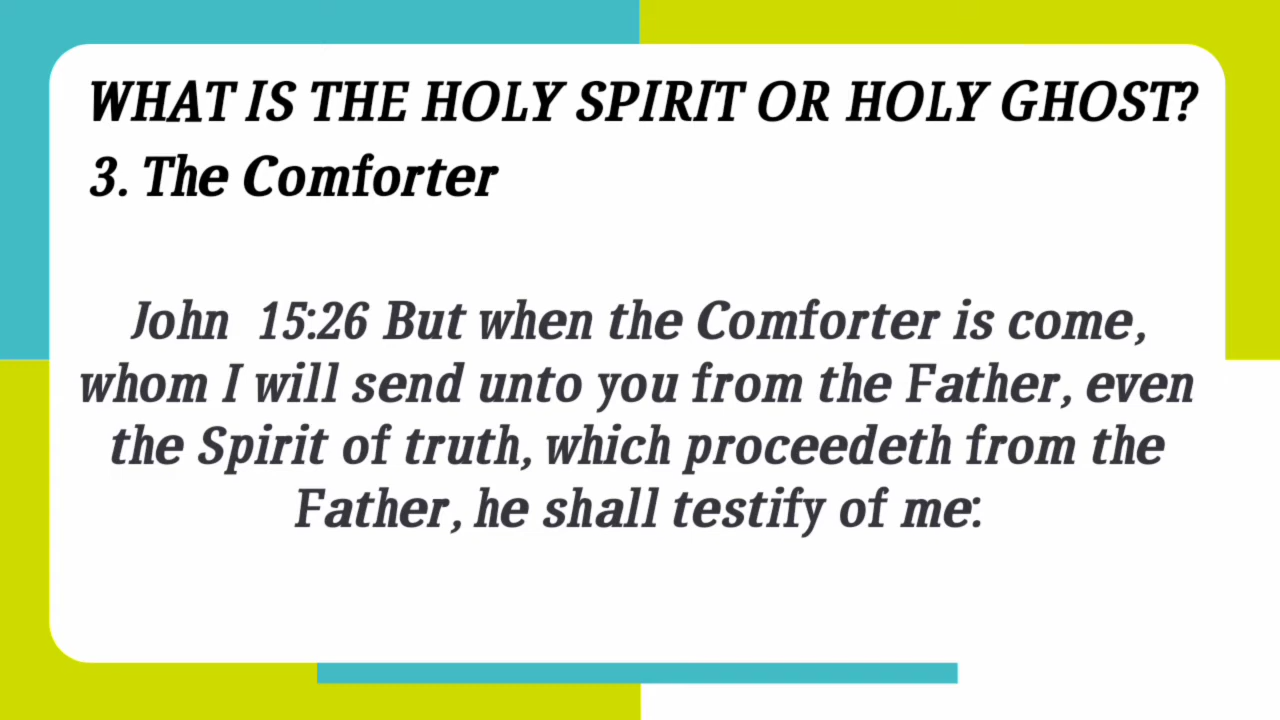 WHAT IS THE HOLY SPIRIT OR HOLY GHOST?
3. The Comforter
John 15:26 But when the Comforter is come,
whom I will send unto you from the Father, even
the Spirit of truth, which proceedeth from the
Father, he shall testify of me: